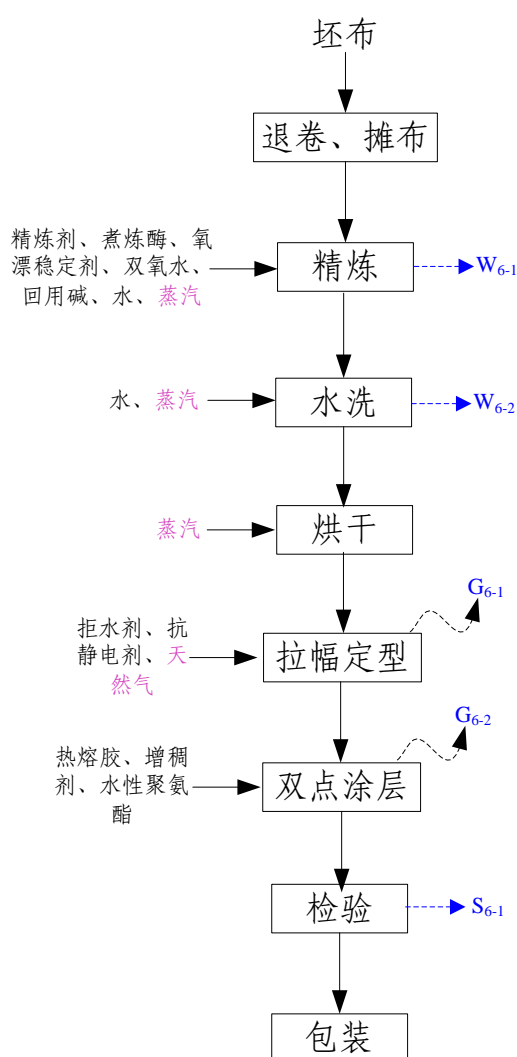 坯布
退卷、摊布
精炼剂、煮炼酶、氧
漂稳定剂、双氧水、
回用碱、水、蒸汽
精炼
W6-1
水、蒸汽
水洗
W6-2
蒸汽
烘干
G6-1
拒水剂、抗
静电剂、天
然气
拉幅定型
G6-2
热熔胶、增稠
剂、水性聚氨
酯
双点涂层
检验
S6-1
包装